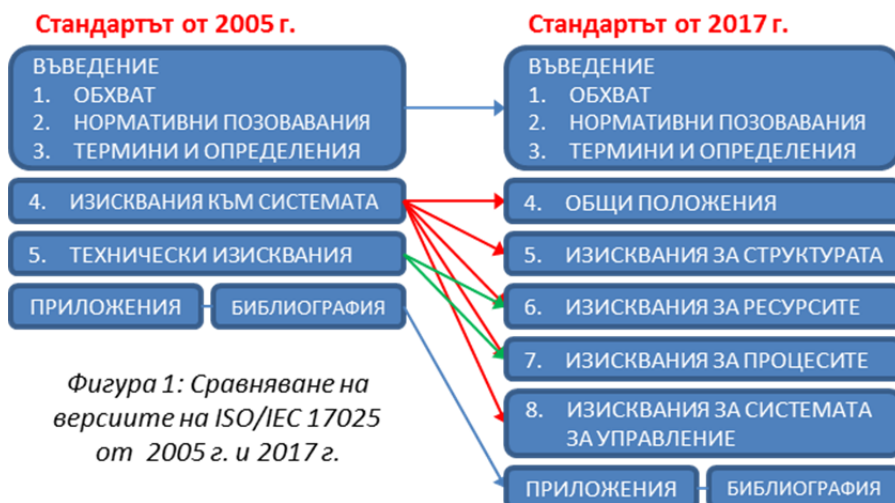 Стандартът от 2005 г.
ВЪВЕДЕНИЕ
1. ОБХВАТ
2. НОРМАТИВНИ ПОЗОВАВАНИЯ
3. ТЕРМИНИ И ОПРЕДЕЛЕНИЯ
4. ИЗИСКВАНИЯ КЪМ СИСТЕМАТА
5. ТЕХНИЧЕСКИ ИЗИСКВАНИЯ
ПРИЛОЖЕНИЯ
БИБЛИОГРАФИЯ
Фигура 1: Сравняване на
версиите на ISO/IEC 17025
от 2005 г. и 2017 г.
Стандартът от 2017 г.
ВЪВЕДЕНИЕ
1. ОБХВАТ
2. НОРМАТИВНИ ПОЗОВАВАНИЯ
3. ТЕРМИНИ И ОПРЕДЕЛЕНИЯ
4. ОБЩИ ПОЛОЖЕНИЯ
5. ИЗИСКВАНИЯ ЗА СТРУКТУРАТА
6. ИЗИСКВАНИЯ ЗА РЕСУРСИТЕ
7. ИЗИСКВАНИЯ ЗА ПРОЦЕСИТЕ
8. ИЗИСКВАНИЯ ЗА СИСТЕМАТА
ЗА УПРАВЛЕНИЕ
ПРИЛОЖЕНИЯ
БИБЛИОГРАФИЯ